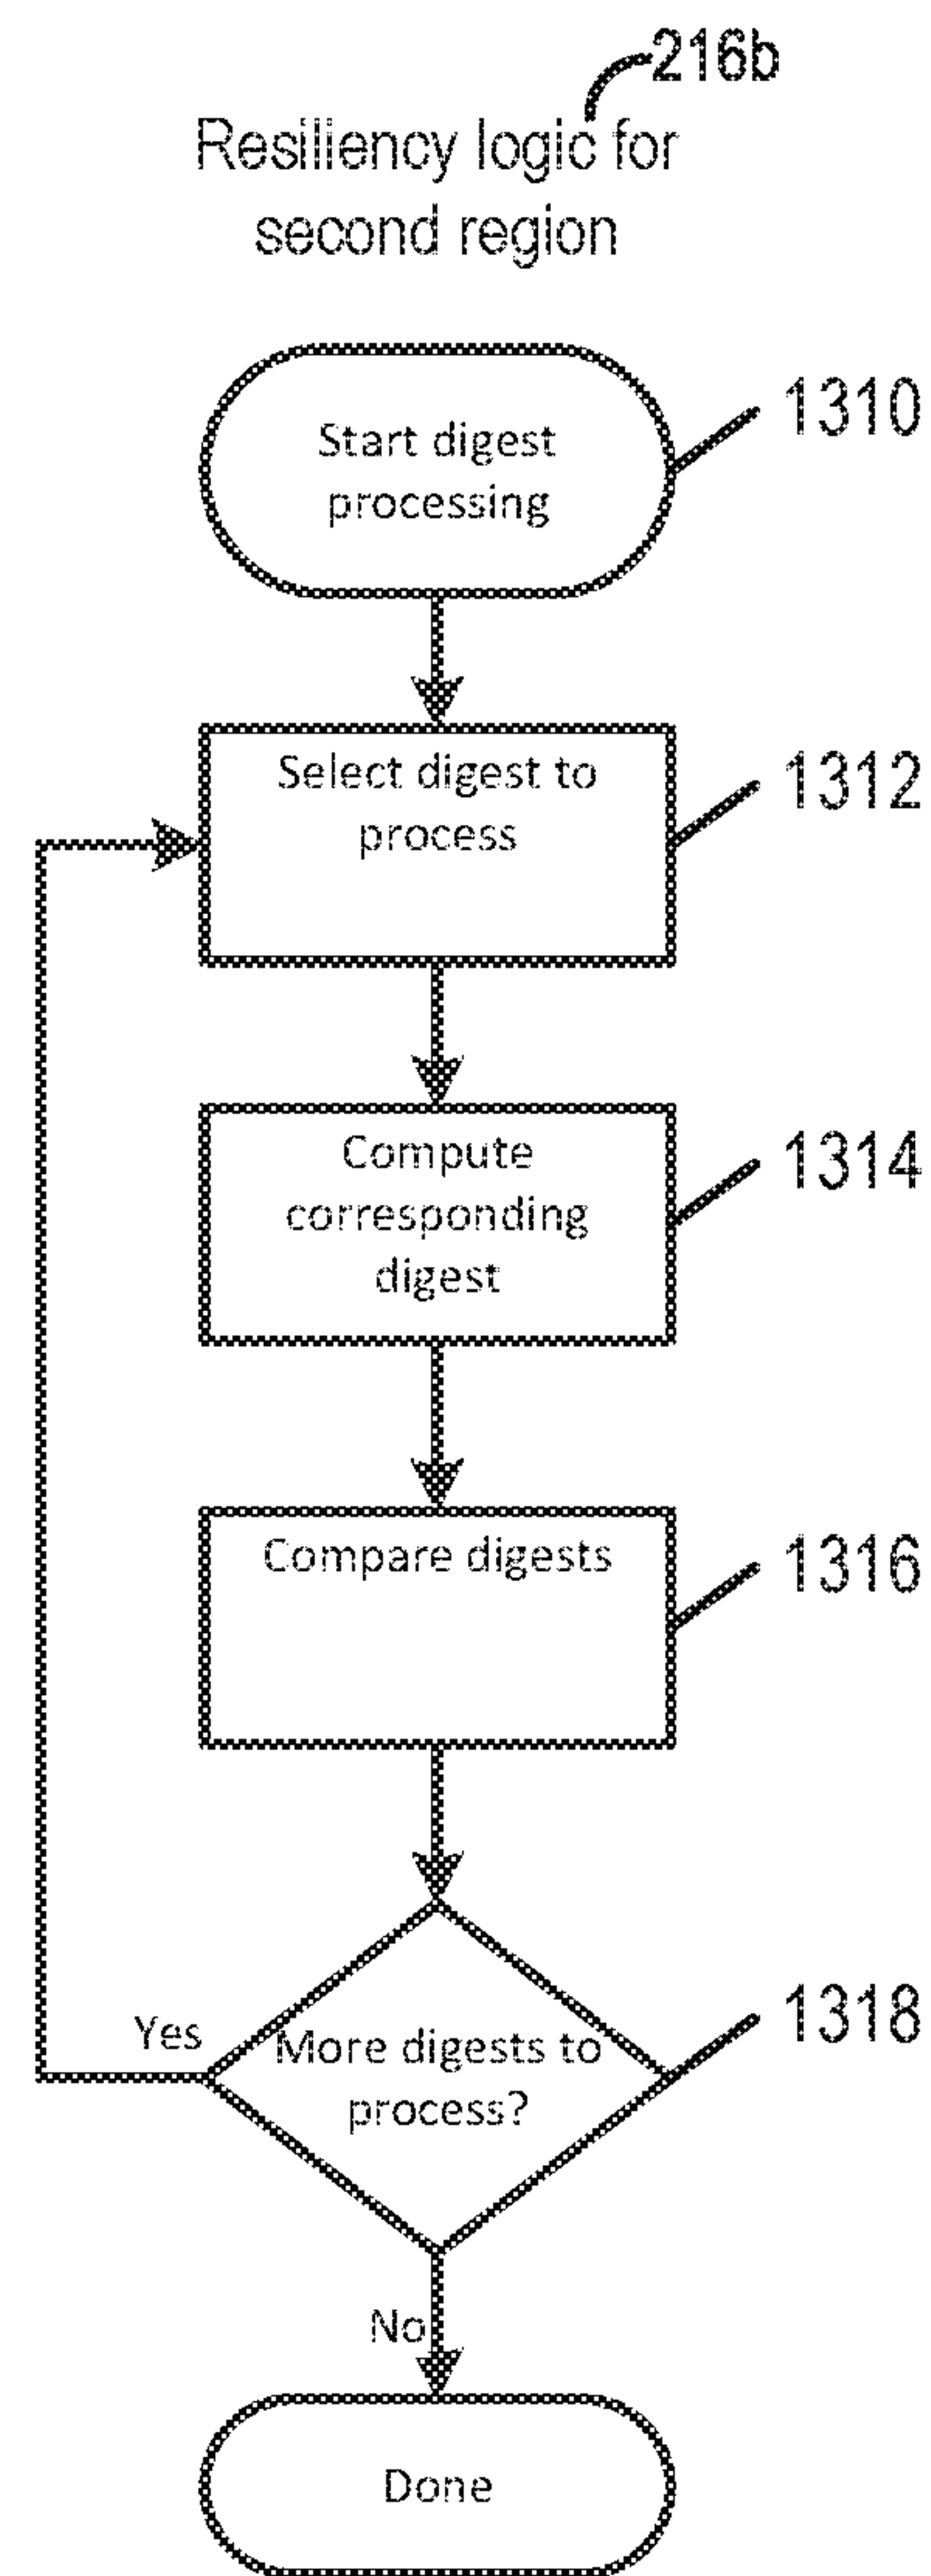 216b
Resiliency logic for
second region
Start digest
processing
1310
Select digest to
process
1312
Compute
corresponding
digest
1314
Compare digests
1316
Yes
More digests to
process?
1318
No
Done